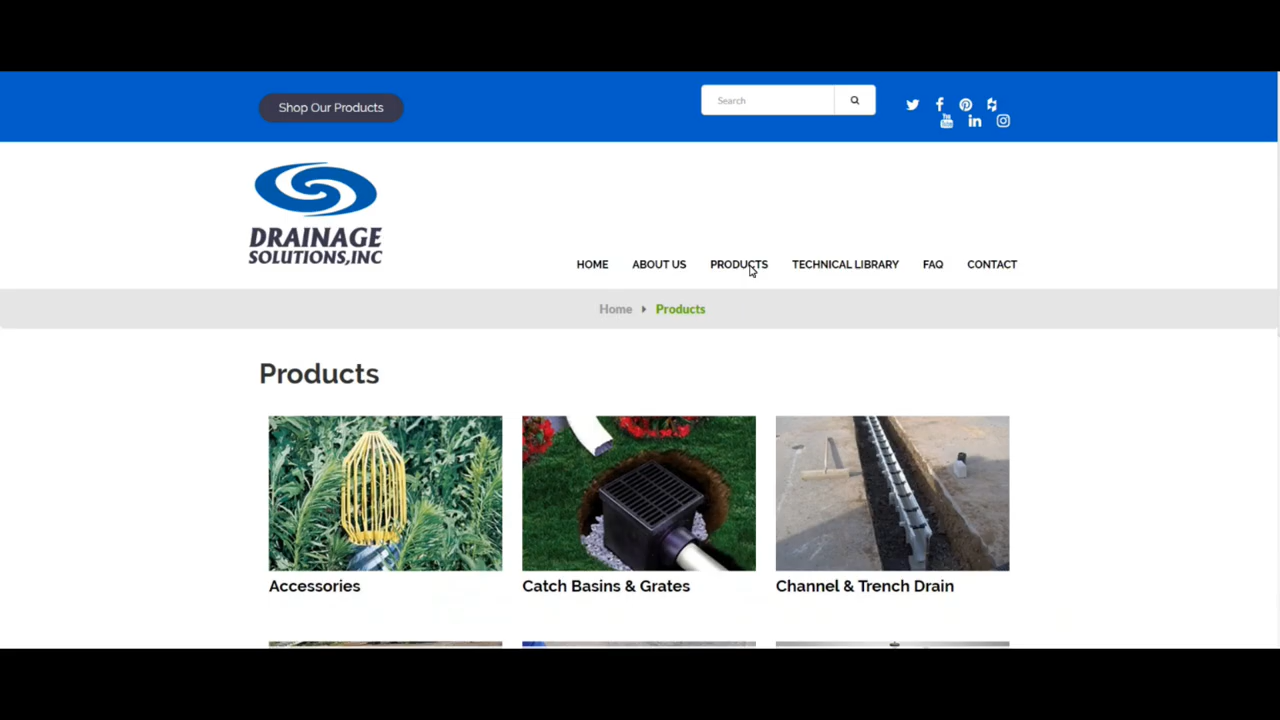 Shop Our Products
Search
DRAINAGE
SOLUTIONS,INC
HOME ABOUT US PRODUCTS TECHNICAL LIBRARY FAQ CONTACT
Home Products
Products
Accessories Catch Basins & Grates Channel & Trench Drain